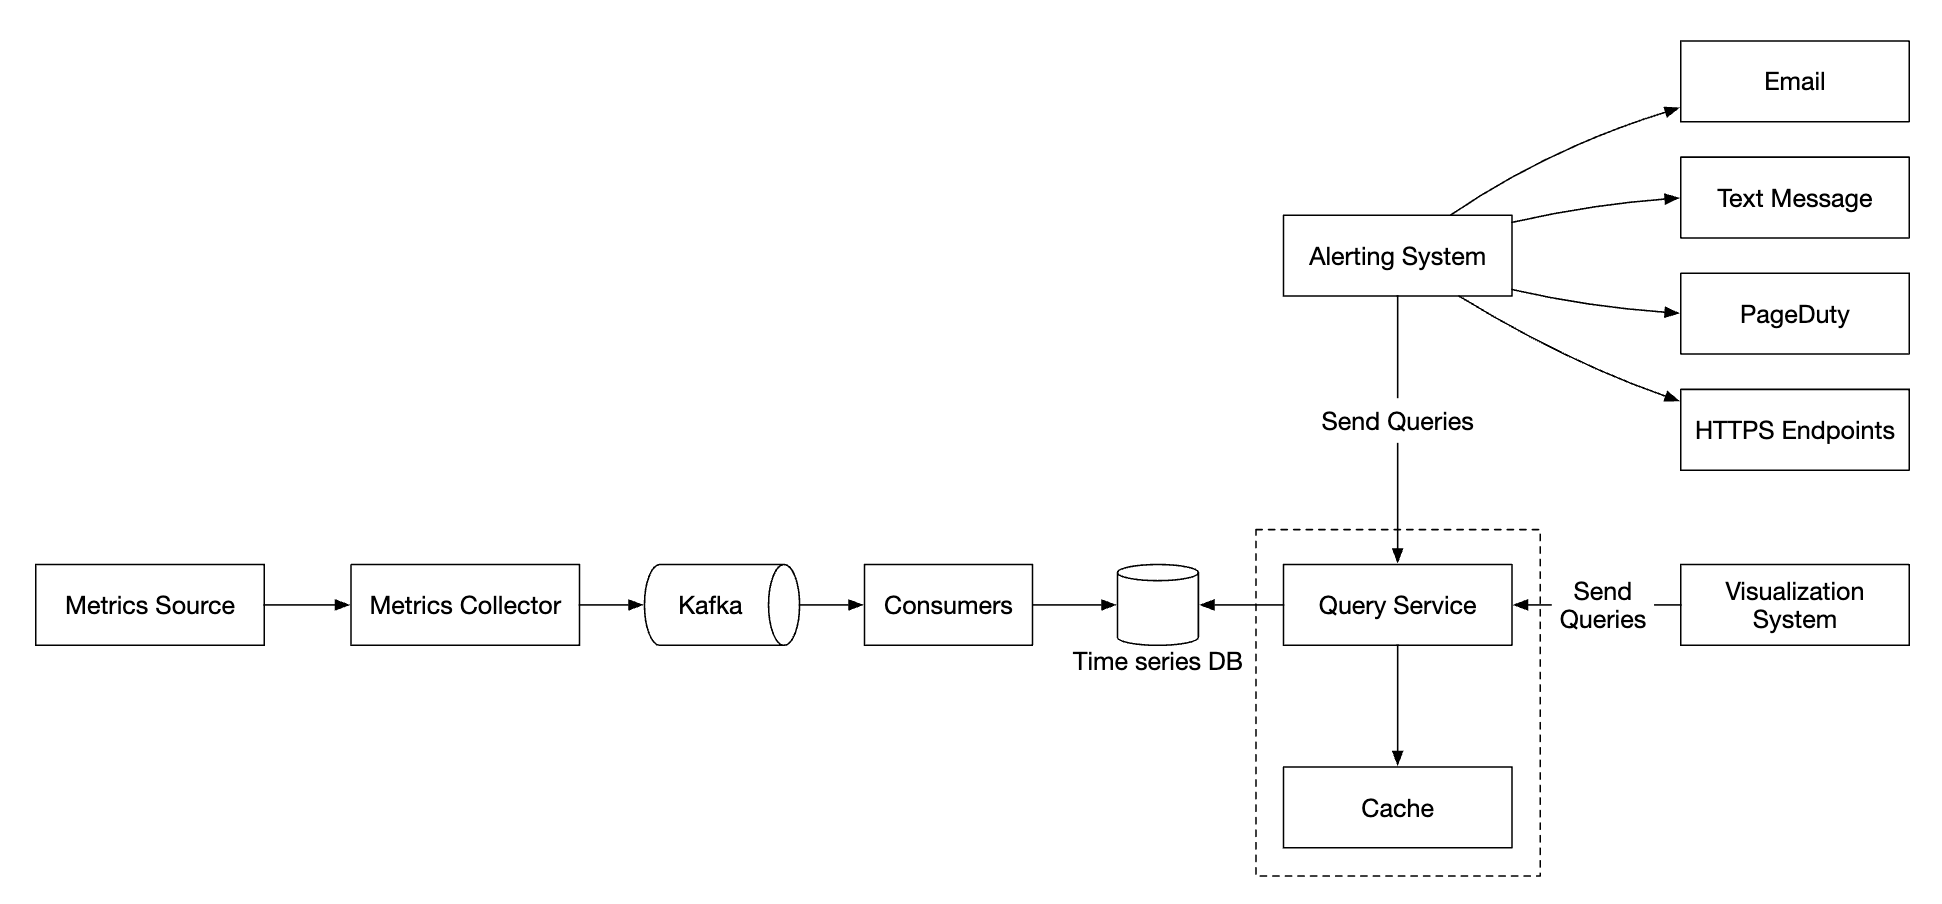 Email
Text Message
Alerting System
PageDuty
Send Queries
HTTPS Endpoints
Metrics Source
Metrics Collector
Kafka
Consumers
Time series DB
Query Service
Send
Queries
Visualization
System
Cache